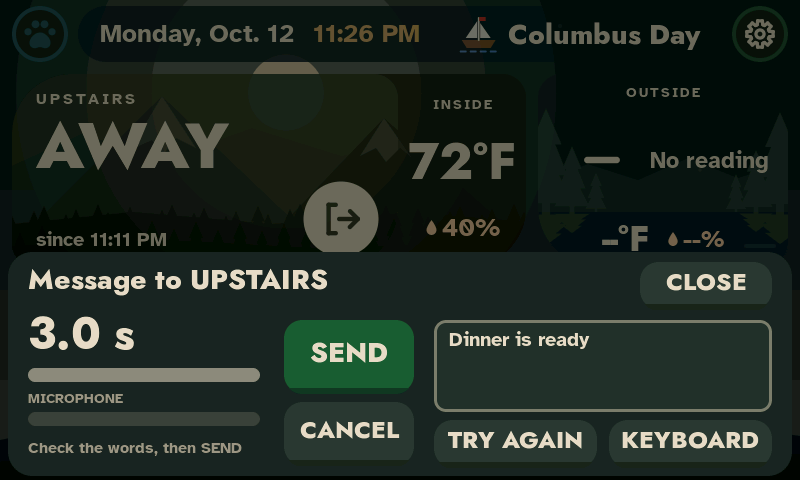 Monday, Oct. 12 11:26 PM Columbus Day
UPSTAIRS
AWAY
since 11:11 PM
INSIDE
72°F
40%
OUTSIDE
No reading
--°F --%
Message to UPSTAIRS
CLOSE
3.0 s
MICROPHONE
Check the words, then SEND
SEND
CANCEL
Dinner is ready
TRY AGAIN KEYBOARD